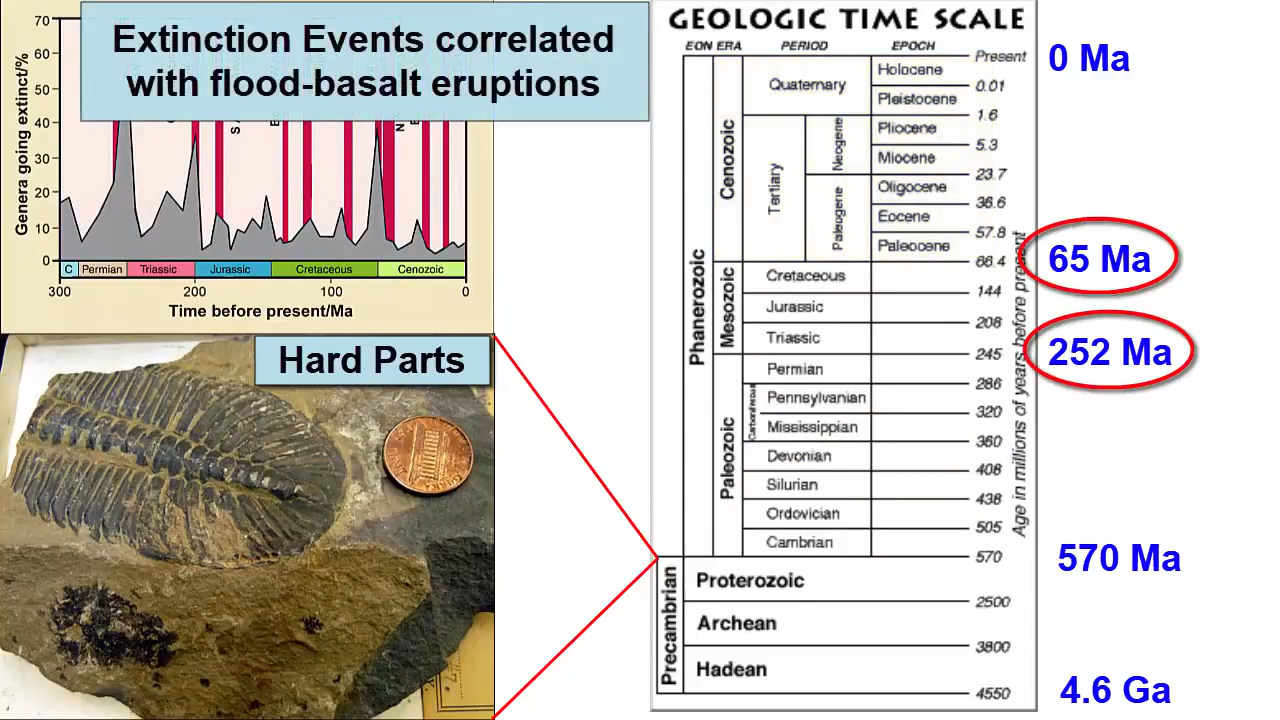 Extinction Events correlated
with flood-basalt eruptions
70
60
50
40
30
20
10
0
Genera going extinct/%
C
Permian
Triassic
Jurassic
Cretaceous
Cenozoic
300
200
100
0
Time before present/Ma
Hard Parts
GEOLOGIC TIME SCALE
EON ERA PERIOD EPOCH
Present
Holocene
0.01
Quaternary
Pleistocene
1.6
Pliocene
5.3
Neogene
Miocene
23.7
Cenozoic
Tertiary
Oligocene
36.6
Paleogene
Eocene
57.8
Paleocene
66.4
Phanerozoic
Mesozoic
Cretaceous
144
Jurassic
208
Triassic
245
Paleozoic
Permian
286
Carboniferous
Pennsylvanian
320
Mississippian
360
Devonian
408
Silurian
438
Ordovician
505
Cambrian
570
Precambrian
Proterozoic
2500
Archean
3800
Hadean
4550
Age in millions of years before present
0 Ma
65 Ma
252 Ma
570 Ma
4.6 Ga